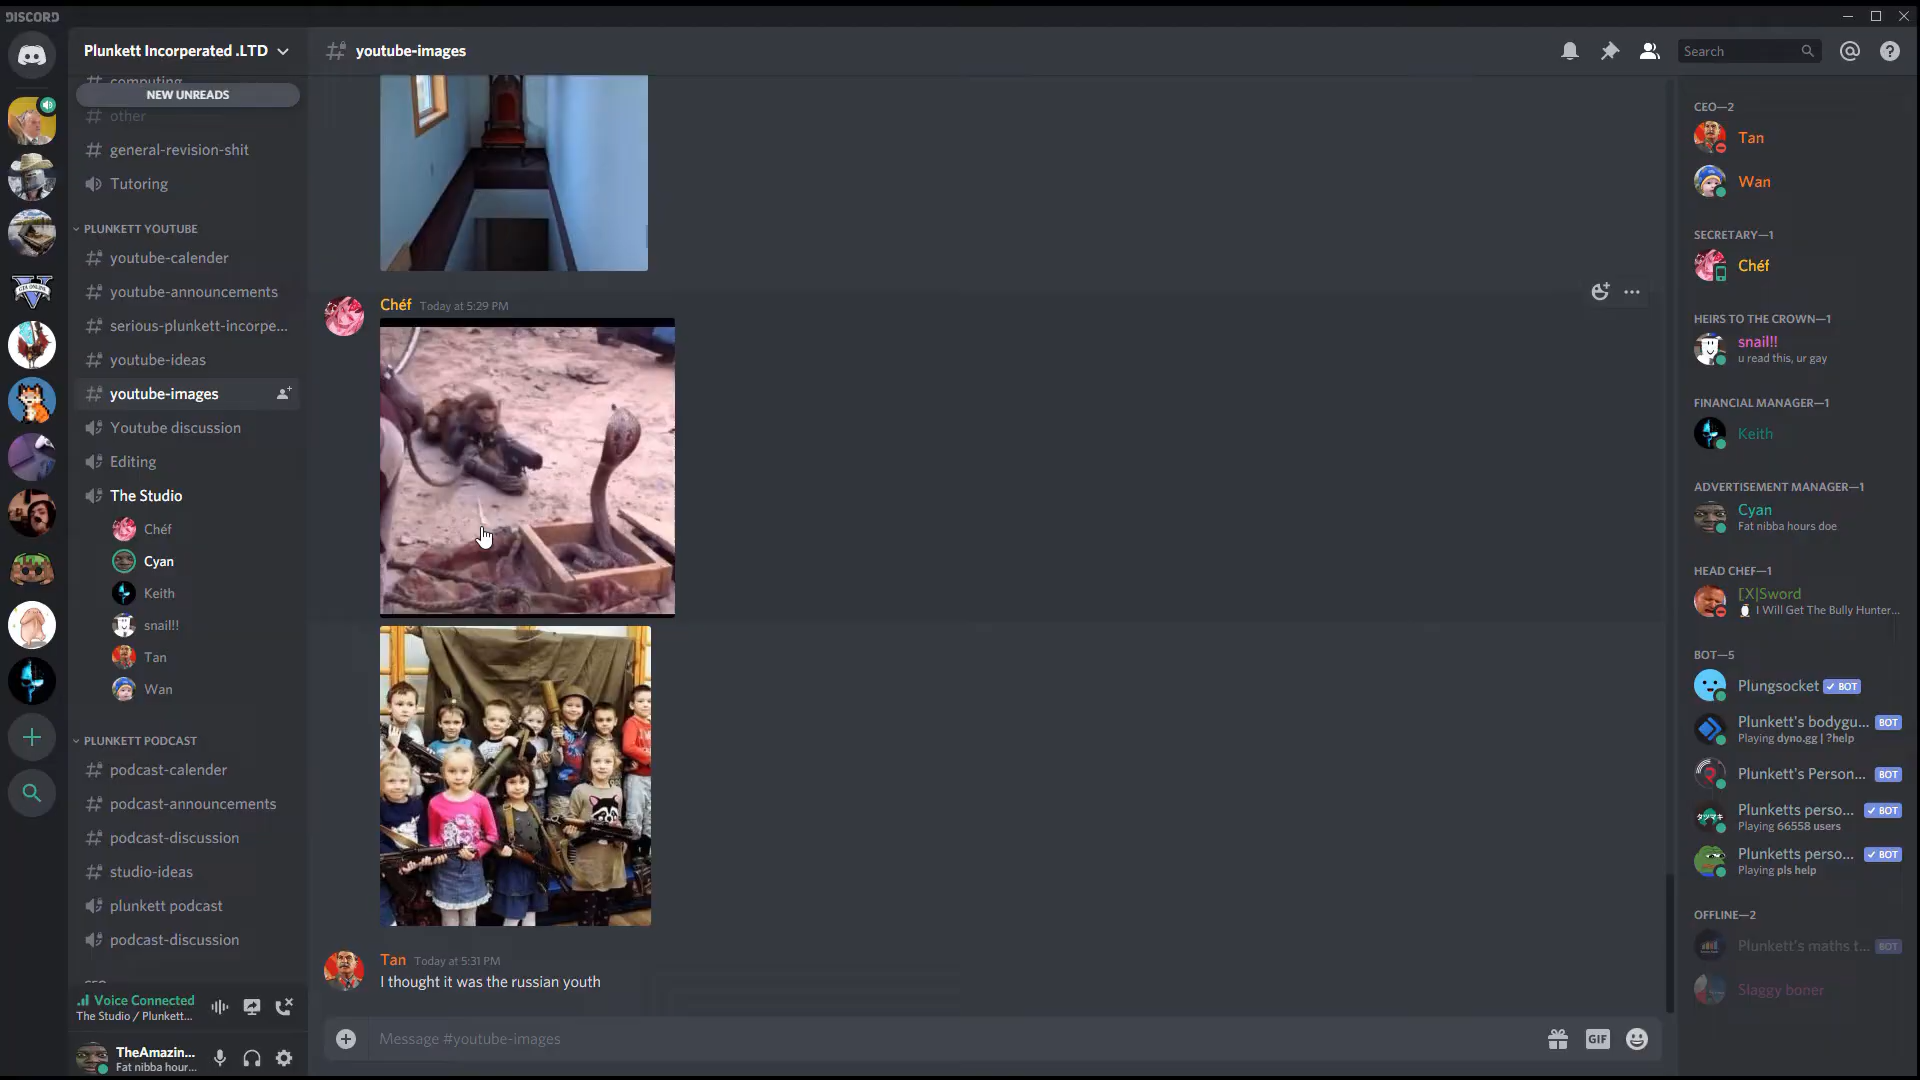 DISCORD
Plunkett Incorperated .LTD
computing
NEW UNREADS
other
general-revision-shit
Tutoring
PLUNKETT YOUTUBE
youtube-calender
youtube-announcements
serious-plunkett-incorpe...
youtube-ideas
youtube-images
Youtube discussion
Editing
The Studio
Chéf
Cyan
Keith
snail!!
Tan
Wan
PLUNKETT PODCAST
podcast-calender
podcast-announcements
podcast-discussion
studio-ideas
plunkett podcast
podcast-discussion
Voice Connected
The Studio / Plunkett...
TheAmazin...
Fat nibba hour...
youtube-images
Search
Chéf Today at 5:29 PM
Tan Today at 5:31 PM
I thought it was the russian youth
Message #youtube-images
GIF
CEO—2
Tan
Wan
SECRETARY—1
Chéf
HEIRS TO THE CROWN—1
snail!!
u read this, ur gay
FINANCIAL MANAGER—1
Keith
ADVERTISEMENT MANAGER—1
Cyan
Fat nibba hours doe
HEAD CHEF—1
[X]Sword
I Will Get The Bully Hunter...
BOT—5
Plungsocket BOT
Plunkett's bodygu... BOT
Playing dyno.gg | ?help
Plunkett's Person... BOT
Plunketts perso... BOT
Playing 66558 users
Plunketts perso... BOT
Playing pls help
OFFLINE—2
Plunkett's maths t... BOT
Slaggy boner